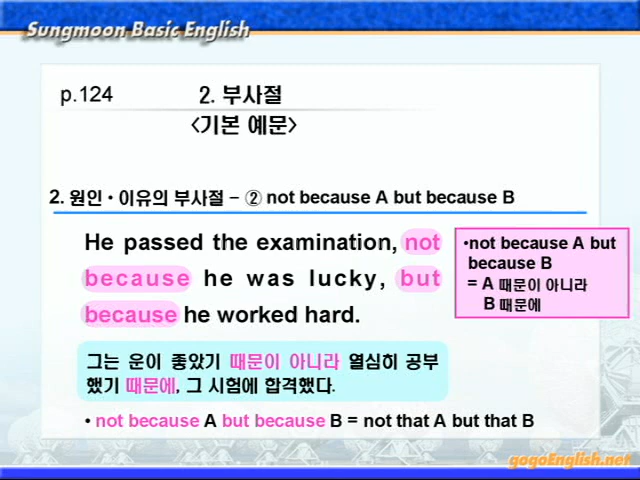 Sungmoon Basic English
p.124
2. 부사절
<기본 예문>
2. 원인・이유의 부사절 – ② not because A but because B
He passed the examination, not
because he was lucky, but
because he worked hard.
•not because A but
because B
= A 때문이 아니라
B 때문에
그는 운이 좋았기 때문이 아니라 열심히 공부
했기 때문에, 그 시험에 합격했다.
• not because A but because B = not that A but that B
gogoEnglish.net